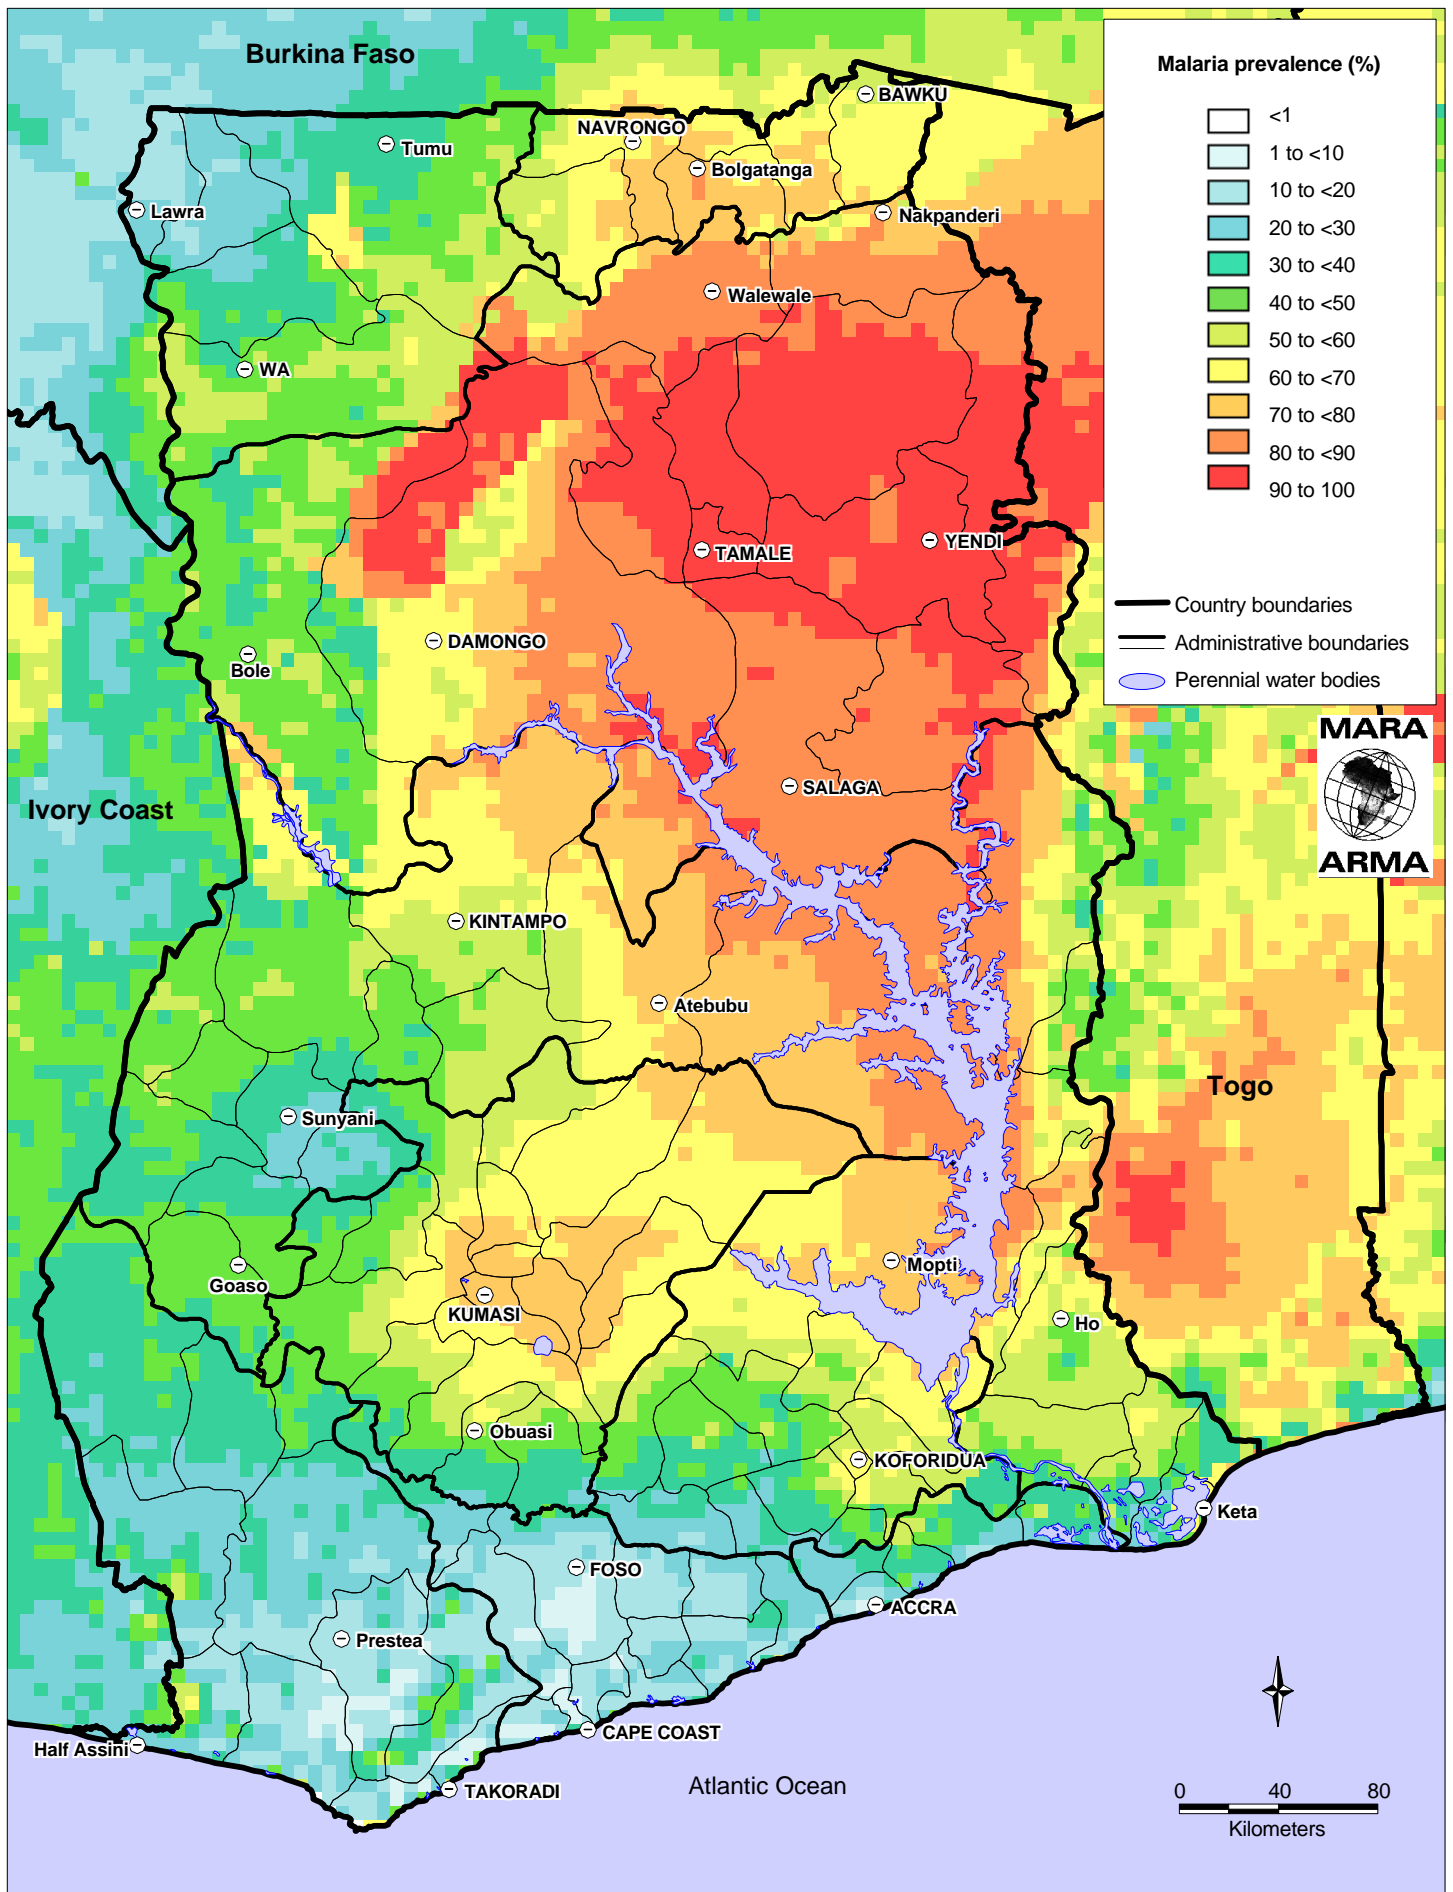 Burkina Faso
Malaria prevalence (%)
<1
1 to <10
10 to <20
20 to <30
30 to <40
40 to <50
50 to <60
60 to <70
70 to <80
80 to <90
90 to 100
Country boundaries
Administrative boundaries
Perennial water bodies
MARA
ARMA
BAWKU
NAVRONGO
Tumu
Bolgatanga
Lawra
Nakpanderi
Walewale
WA
YENDI
TAMALE
DAMONGO
Bole
SALAGA
Ivory Coast
KINTAMPO
Atebubu
Togo
Sunyani
Mopti
Goaso
KUMASI
Ho
Obuasi
KOFORIDUA
Keta
FOSO
ACCRA
Prestea
CAPE COAST
Half Assini
TAKORADI
Atlantic Ocean
0 40 80
Kilometers